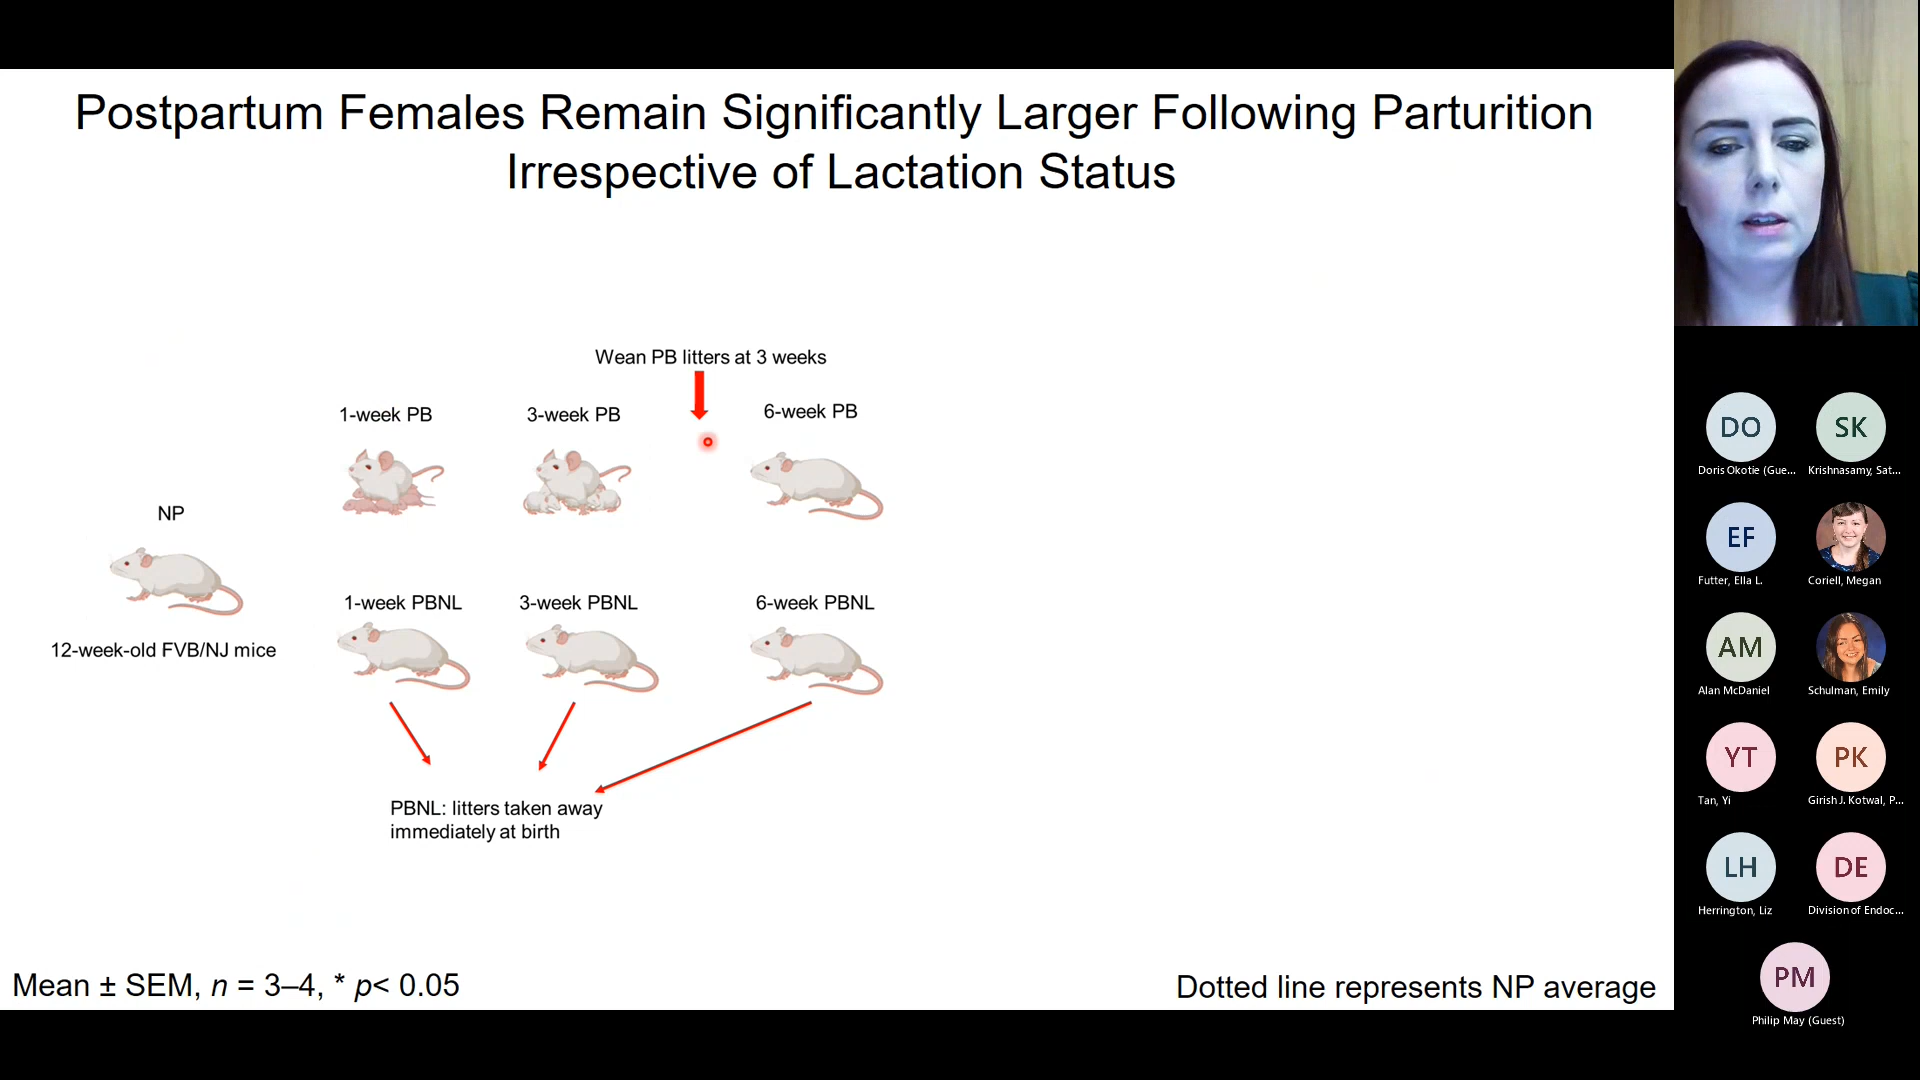 Postpartum Females Remain Significantly Larger Following Parturition
Irrespective of Lactation Status
Wean PB litters at 3 weeks
1-week PB
3-week PB
6-week PB
NP
12-week-old FVB/NJ mice
1-week PBNL
3-week PBNL
6-week PBNL
PBNL: litters taken away
immediately at birth
Mean ± SEM, n = 3–4, * p< 0.05
Dotted line represents NP average
DO
SK
Doris Okotie (Gue...
Krishnasamy, Sat...
EF
Futter, Ella L.
Coriell, Megan
AM
Alan McDaniel
Schulman, Emily
YT
PK
Tan, Yi
Girish J. Kotwal, P...
LH
DE
Herrington, Liz
Division of Endoc...
PM
Philip May (Guest)